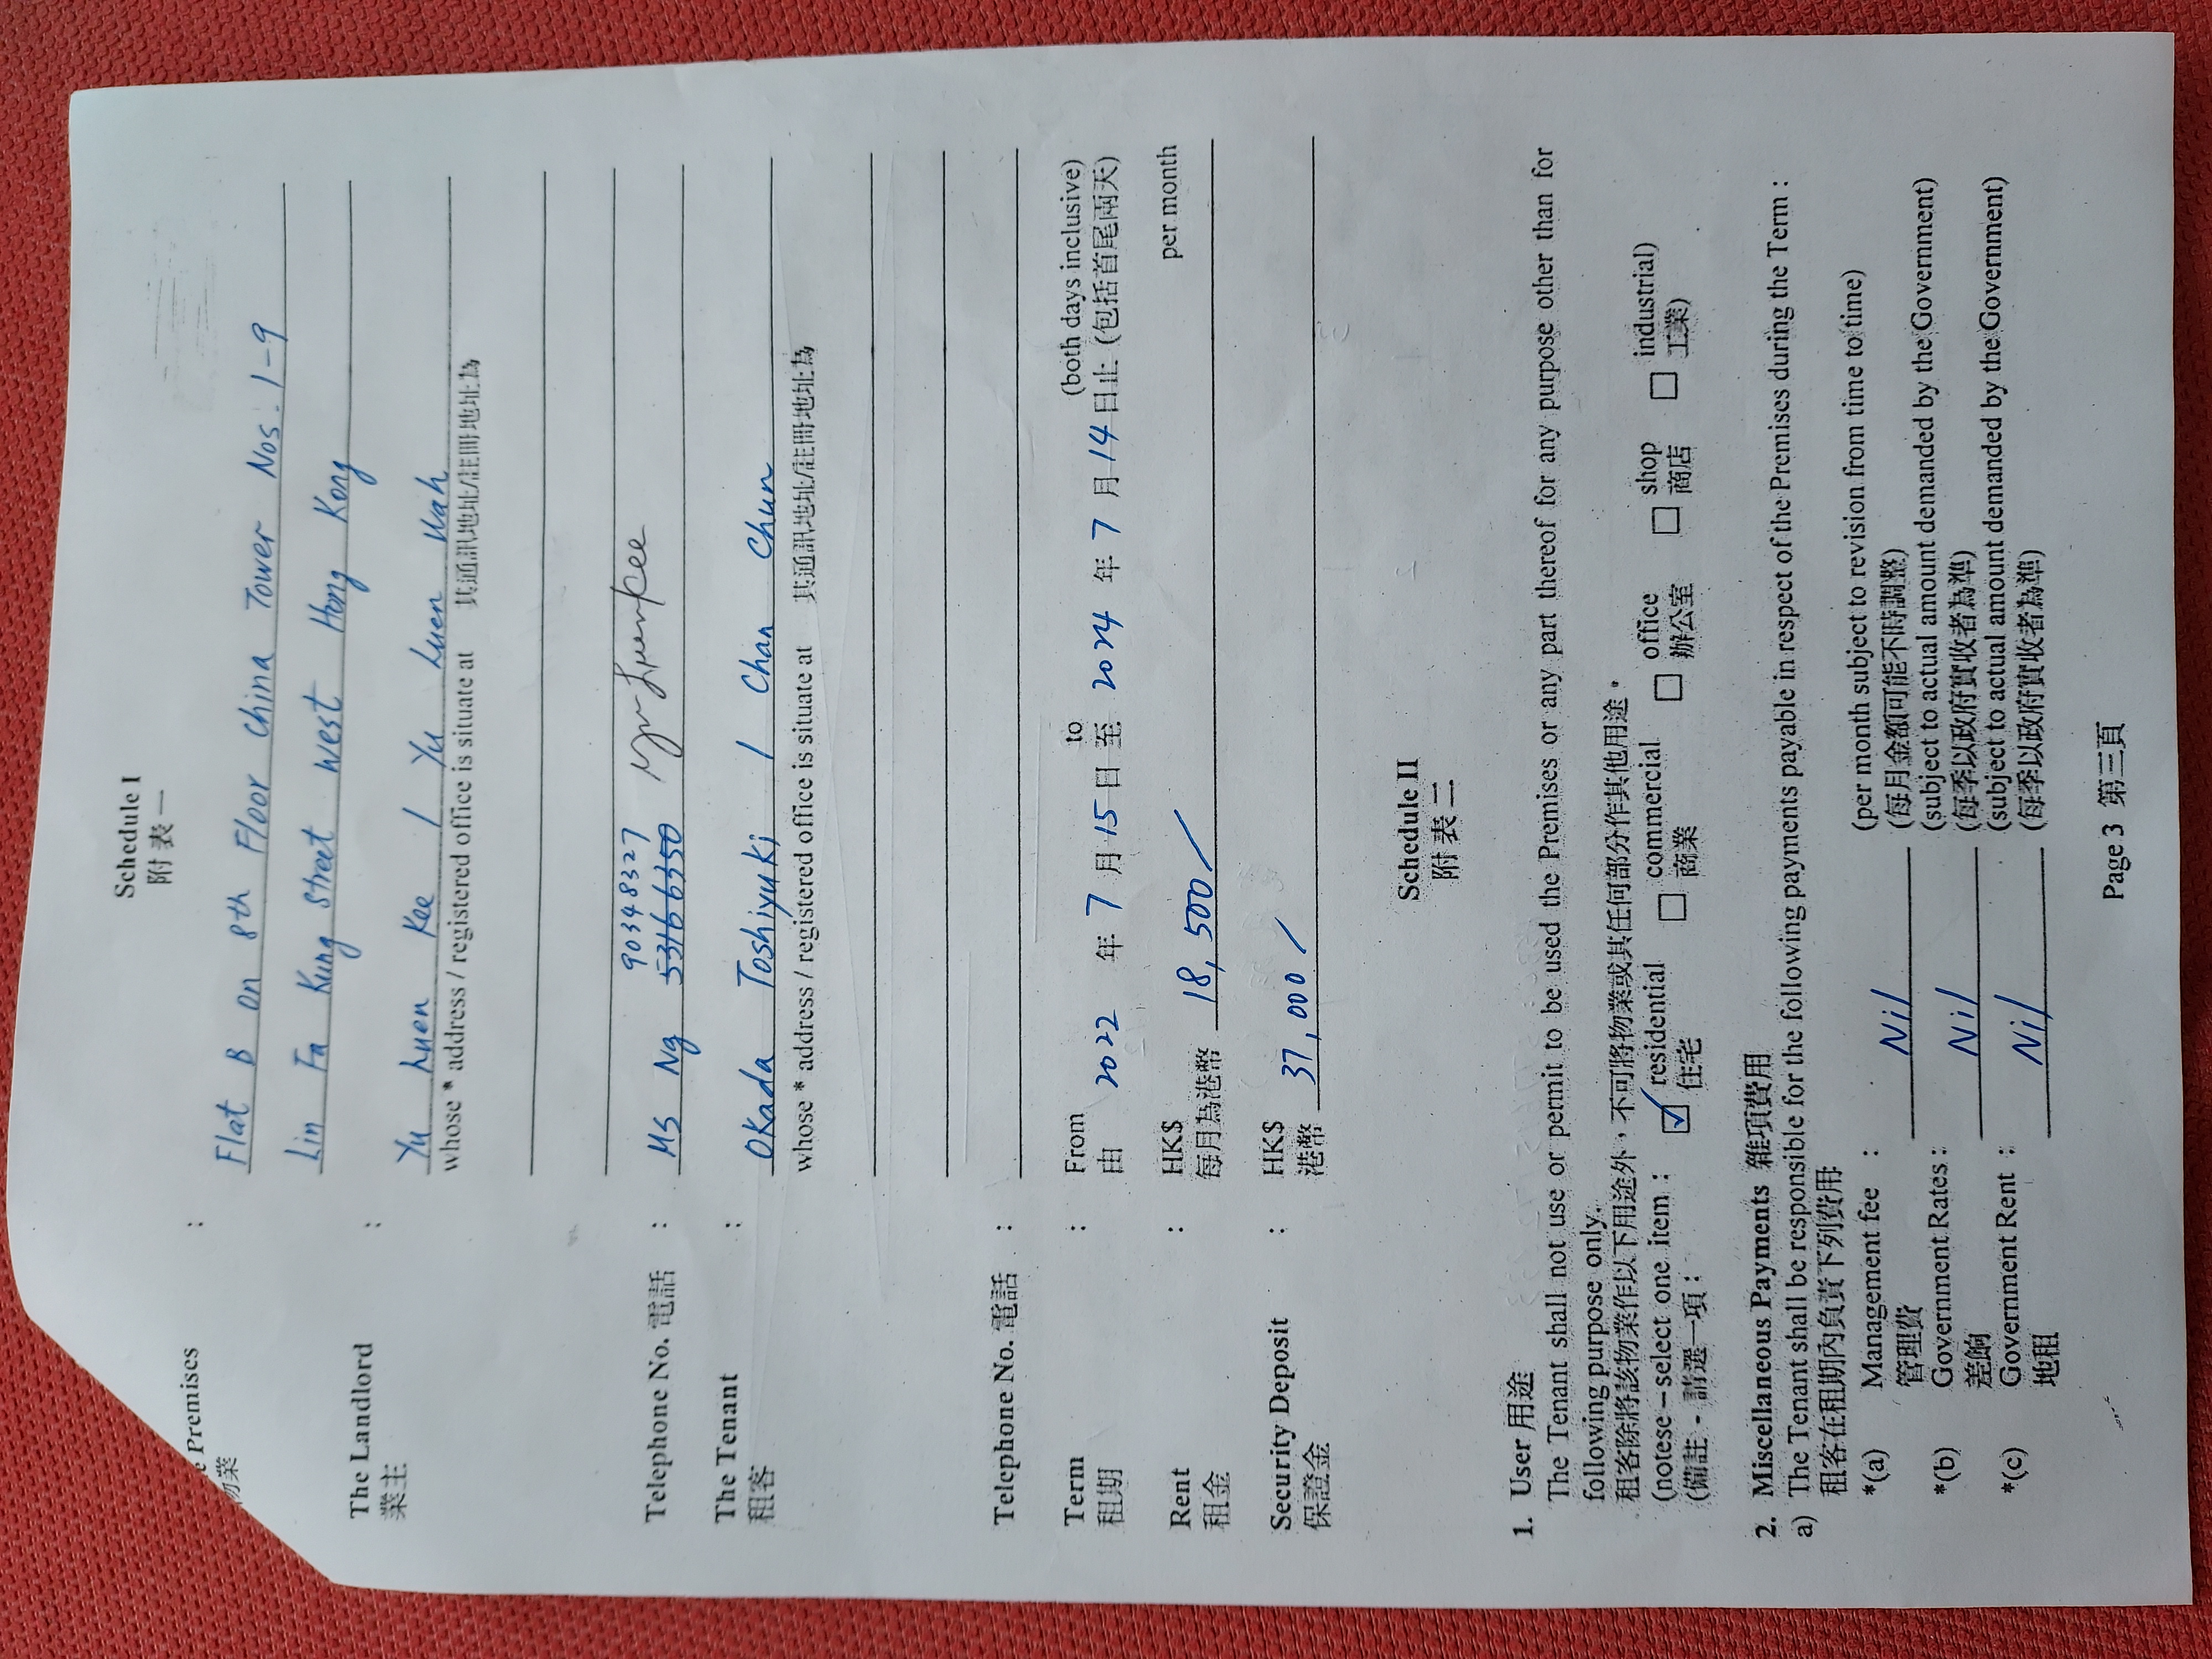 Schedule I
附表一
Premises : Flat B on 8th Floor China Tower Nos. 1-9
物業
Lin Fa Kung Street West Hong Kong
The Landlord :
業主
Yu Luen Kee / Yu Luen Wah
whose * address / registered office is situate at 其通訊地址/註冊地址為
90348327
Telephone No. 電話 : Ms Ng 53166350
The Tenant : Okada Toshiyuki / Chan Chun
租客
whose * address / registered office is situate at 其通訊地址/註冊地址為
Telephone No. 電話 :
Term : From to (both days inclusive)
租期 由 2022 年 7 月 15 日 至 2024 年 7 月 14 日止 (包括首尾兩天)
Rent : HK$ per month
租金 每月為港幣 18,500/
Security Deposit : HK$
保證金 港幣 37,000/
Schedule II
附表二
1. User 用途
The Tenant shall not use or permit to be used the Premises or any part thereof for any purpose other than for
following purpose only.
租客除將該物業作以下用途外，不可將物業或其任何部分作其他用途。
(notese – select one item : ☑ residential □ commercial □ office □ shop □ industrial)
(備註 - 請選一項： 住宅 商業 辦公室 商店 工業)
2. Miscellaneous Payments 雜項費用
a) The Tenant shall be responsible for the following payments payable in respect of the Premises during the Term :
租客在租期內負責下列費用
*(a) Management fee : Nil (per month subject to revision from time to time)
管理費 (每月金額可能不時調整)
*(b) Government Rates : Nil (subject to actual amount demanded by the Government)
差餉 (每季以政府實收者為準)
*(c) Government Rent : Nil (subject to actual amount demanded by the Government)
地租 (每季以政府實收者為準)
Page 3 第三頁